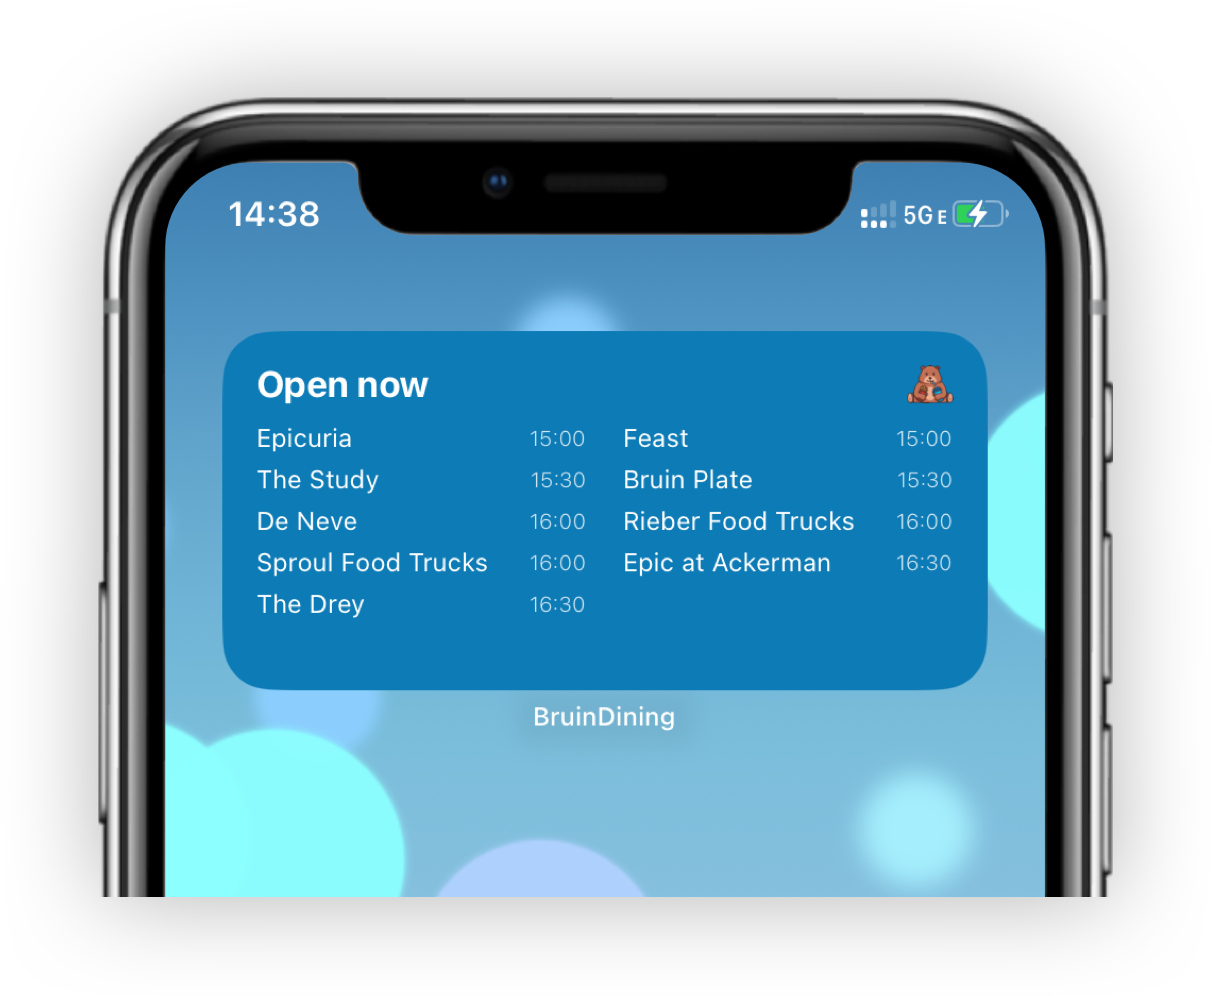 14:38
5G E
Open now
Epicuria 15:00 Feast 15:00
The Study 15:30 Bruin Plate 15:30
De Neve 16:00 Rieber Food Trucks 16:00
Sproul Food Trucks 16:00 Epic at Ackerman 16:30
The Drey 16:30
BruinDining